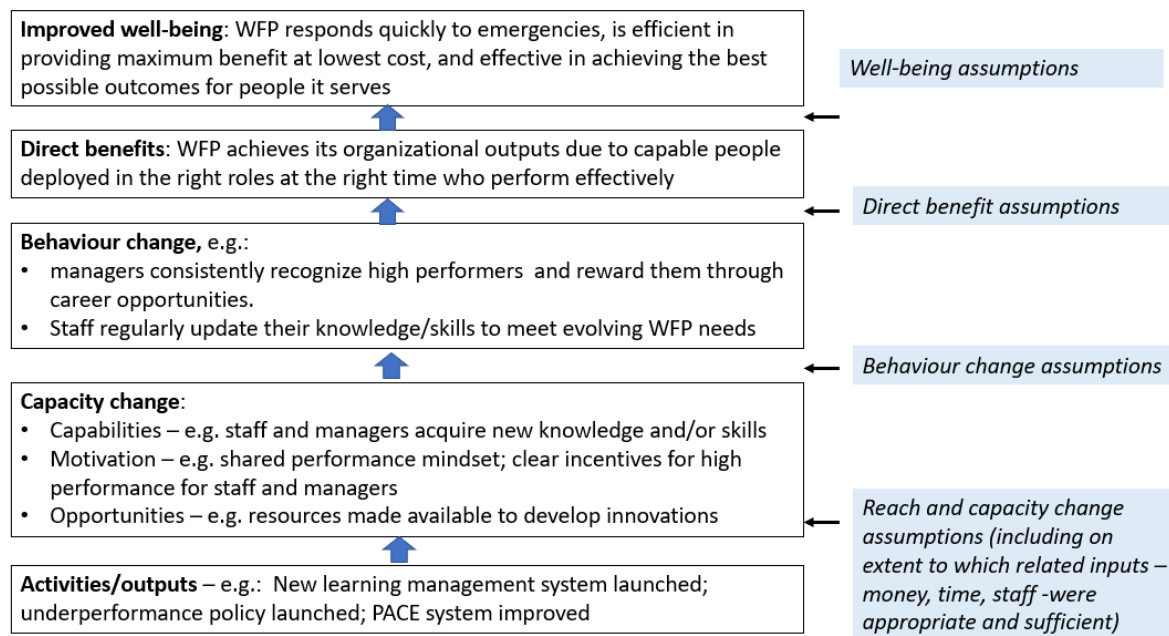 Improved well-being: WFP responds quickly to emergencies, is efficient in
providing maximum benefit at lowest cost, and effective in achieving the best
possible outcomes for people it serves
Well-being assumptions
Direct benefits: WFP achieves its organizational outputs due to capable people
deployed in the right roles at the right time who perform effectively
Direct benefit assumptions
Behaviour change, e.g.:
• managers consistently recognize high performers  and reward them through
career opportunities.
• Staff regularly update their knowledge/skills to meet evolving WFP needs
Behaviour change assumptions
Capacity change:
• Capabilities – e.g. staff and managers acquire new knowledge and/or skills
• Motivation – e.g. shared performance mindset; clear incentives for high
performance for staff and managers
• Opportunities – e.g. resources made available to develop innovations
Reach and capacity change
assumptions (including on
extent to which related inputs –
money, time, staff -were
appropriate and sufficient)
Activities/outputs – e.g.:  New learning management system launched;
underperformance policy launched; PACE system improved